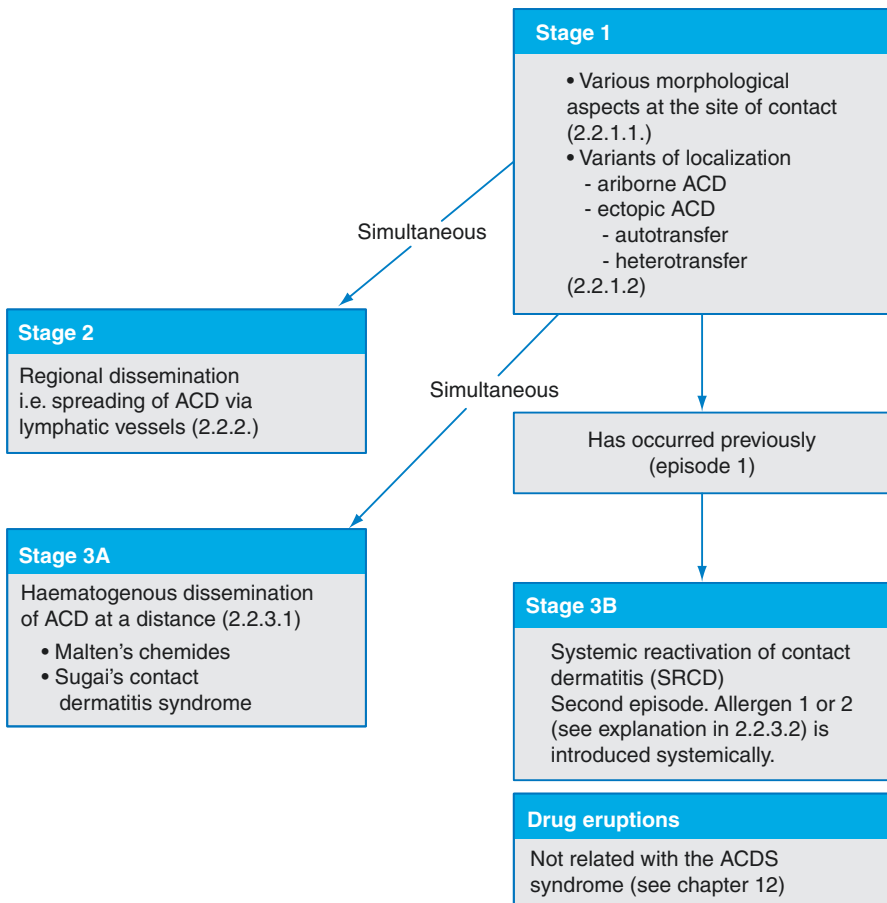 Stage 1
• Various morphological
aspects at the site of contact
(2.2.1.1.)
• Variants of localization
- ariborne ACD
- ectopic ACD
- autotransfer
- heterotransfer
(2.2.1.2)
Simultaneous
Stage 2
Regional dissemination
i.e. spreading of ACD via
lymphatic vessels (2.2.2.)
Simultaneous
Has occurred previously
(episode 1)
Stage 3A
Haematogenous dissemination
of ACD at a distance (2.2.3.1)
• Malten's chemides
• Sugai's contact
dermatitis syndrome
Stage 3B
Systemic reactivation of contact
dermatitis (SRCD)
Second episode. Allergen 1 or 2
(see explanation in 2.2.3.2) is
introduced systemically.
Drug eruptions
Not related with the ACDS
syndrome (see chapter 12)